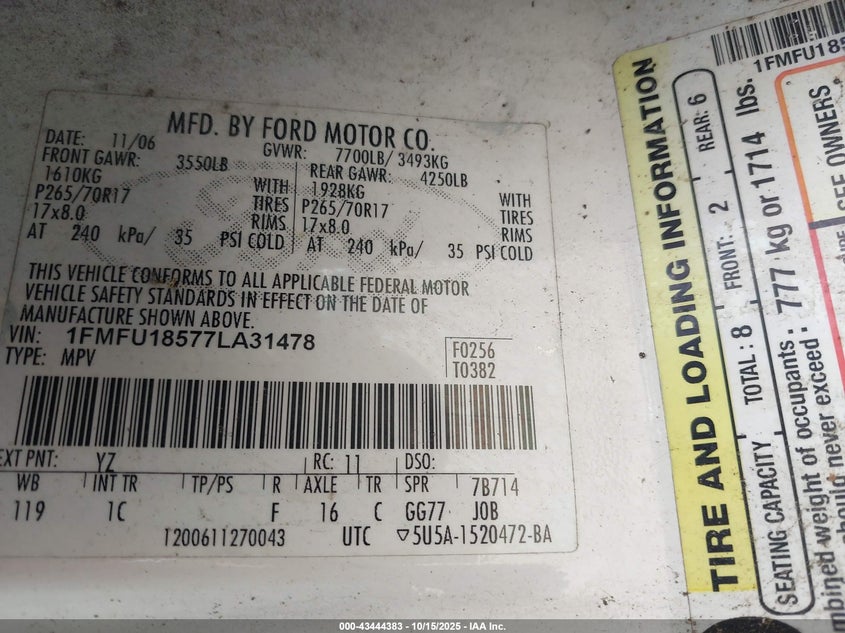 MFD. BY FORD MOTOR CO.
DATE: 11/06 GVWR: 7700LB/ 3493KG
FRONT GAWR: 3550LB REAR GAWR: 4250LB
1610KG WITH 1928KG WITH
P265/70R17 TIRES P265/70R17 TIRES
17x8.0 RIMS 17x8.0 RIMS
AT 240 kPa/ 35 PSI COLD AT 240 kPa/ 35 PSI COLD
THIS VEHICLE CONFORMS TO ALL APPLICABLE FEDERAL MOTOR
VEHICLE SAFETY STANDARDS IN EFFECT ON THE DATE OF
MANUFACTURE SHOWN ABOVE.
VIN: 1FMFU18577LA31478
TYPE: MPV
F0256
T0382
EXT PNT: YZ RC: 11 DSO:
WB INT TR TP/PS R AXLE TR SPR 7B714
119 1C F 16 C GG77 JOB
1200611270043 UTC ▽5U5A-1520472-BA
TIRE AND LOADING INFORMATION
SEATING CAPACITY TOTAL: 8 FRONT: 2 REAR: 6
mbined weight of occupants : 777 kg or 1714 lbs.
uld never exceed :
1FMFU185
SEE OWNERS
000-43444383 - 10/15/2025 - IAA Inc.